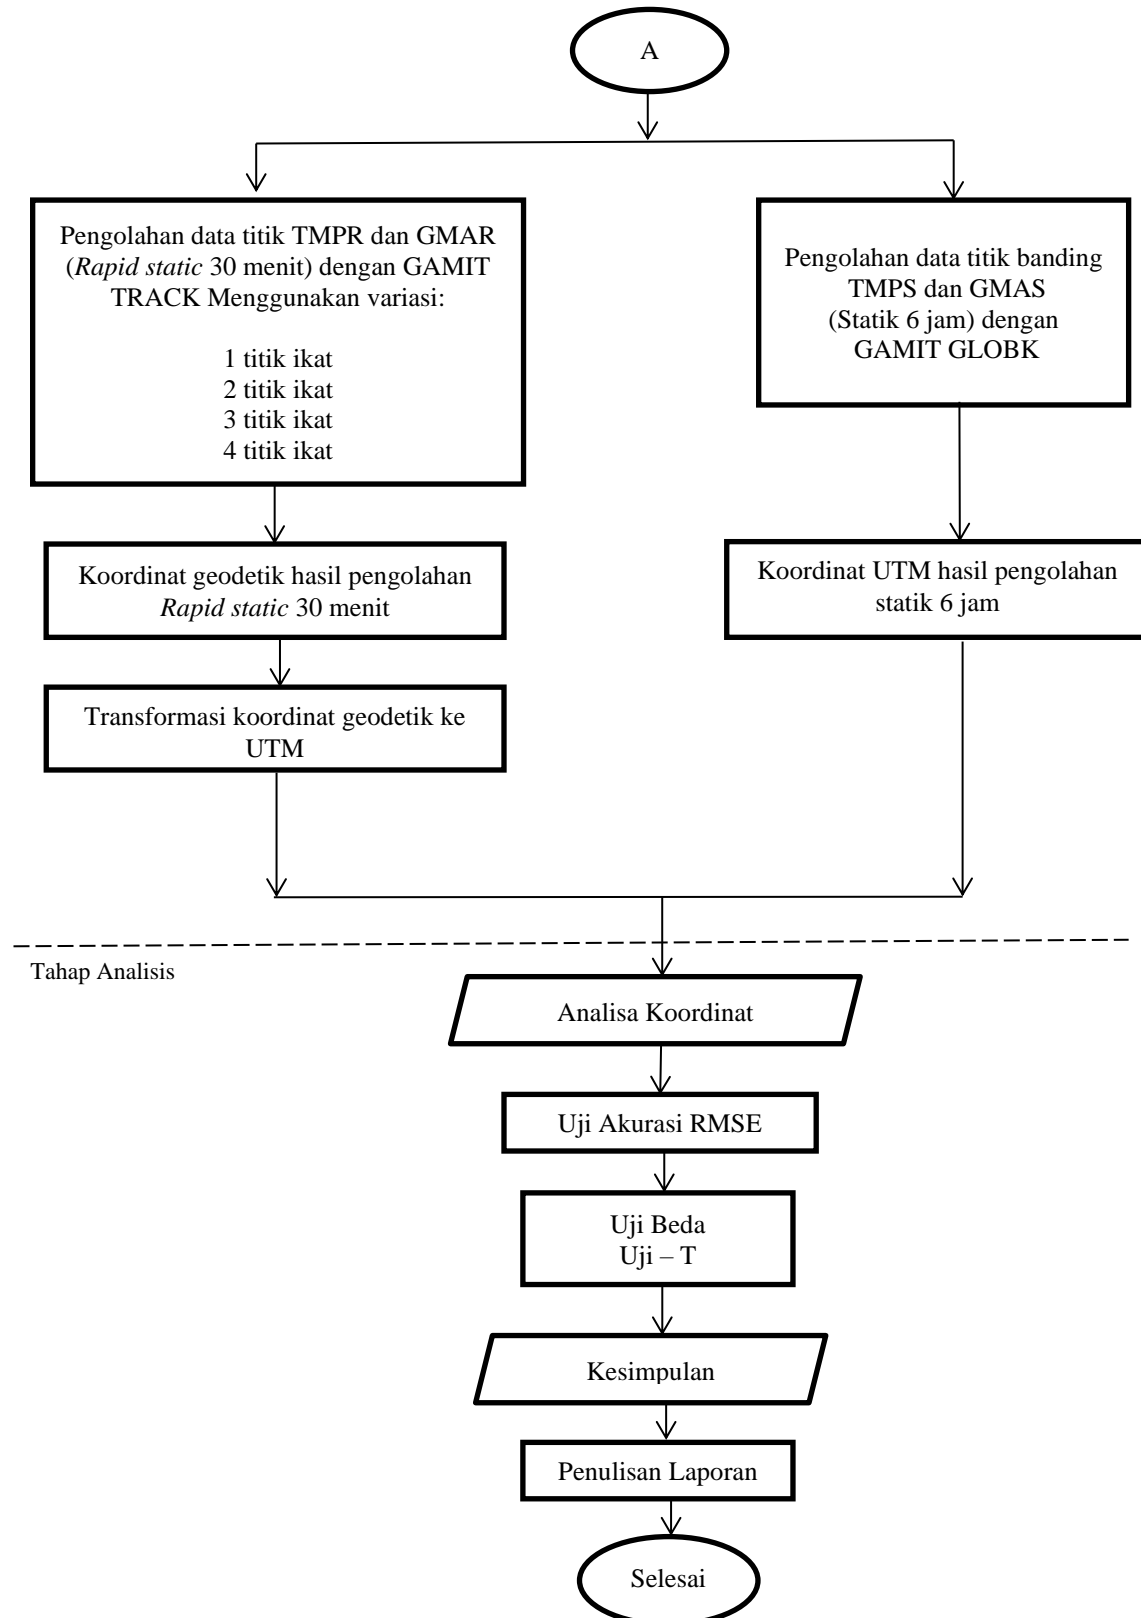 A
Pengolahan data titik TMPR dan GMAR
(Rapid static 30 menit) dengan GAMIT
TRACK Menggunakan variasi:
1 titik ikat
2 titik ikat
3 titik ikat
4 titik ikat
Pengolahan data titik banding
TMPS dan GMAS
(Statik 6 jam) dengan
GAMIT GLOBK
Koordinat geodetik hasil pengolahan
Rapid static 30 menit
Koordinat UTM hasil pengolahan
statik 6 jam
Transformasi koordinat geodetik ke
UTM
Tahap Analisis
Analisa Koordinat
Uji Akurasi RMSE
Uji Beda
Uji – T
Kesimpulan
Penulisan Laporan
Selesai